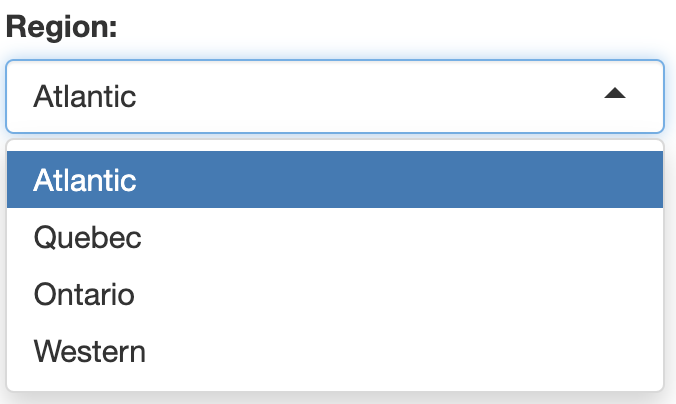 Region:
Atlantic
Atlantic
Quebec
Ontario
Western